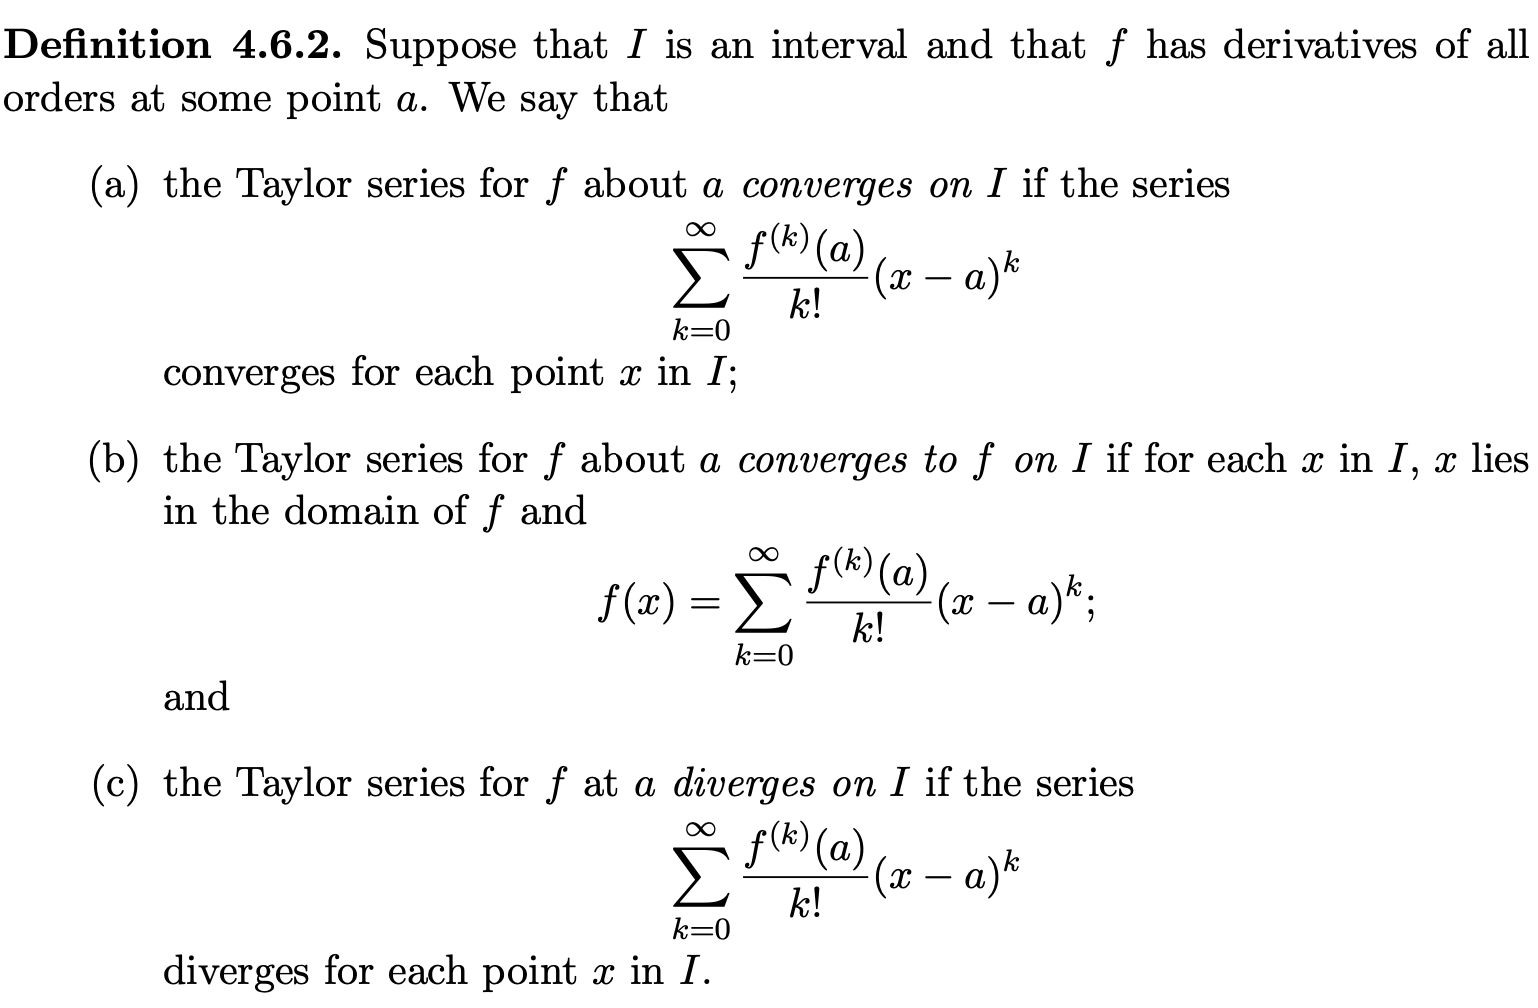 Definition 4.6.2. Suppose that I is an interval and that f has derivatives of all
orders at some point a. We say that
(a) the Taylor series for f about a converges on I if the series
$$\sum_{k=0}^{\infty} \frac{f^{(k)}(a)}{k!}(x-a)^k$$
converges for each point x in I;
(b) the Taylor series for f about a converges to f on I if for each x in I, x lies
in the domain of f and
$$f(x) = \sum_{k=0}^{\infty} \frac{f^{(k)}(a)}{k!}(x-a)^k;$$
and
(c) the Taylor series for f at a diverges on I if the series
$$\sum_{k=0}^{\infty} \frac{f^{(k)}(a)}{k!}(x-a)^k$$
diverges for each point x in I.